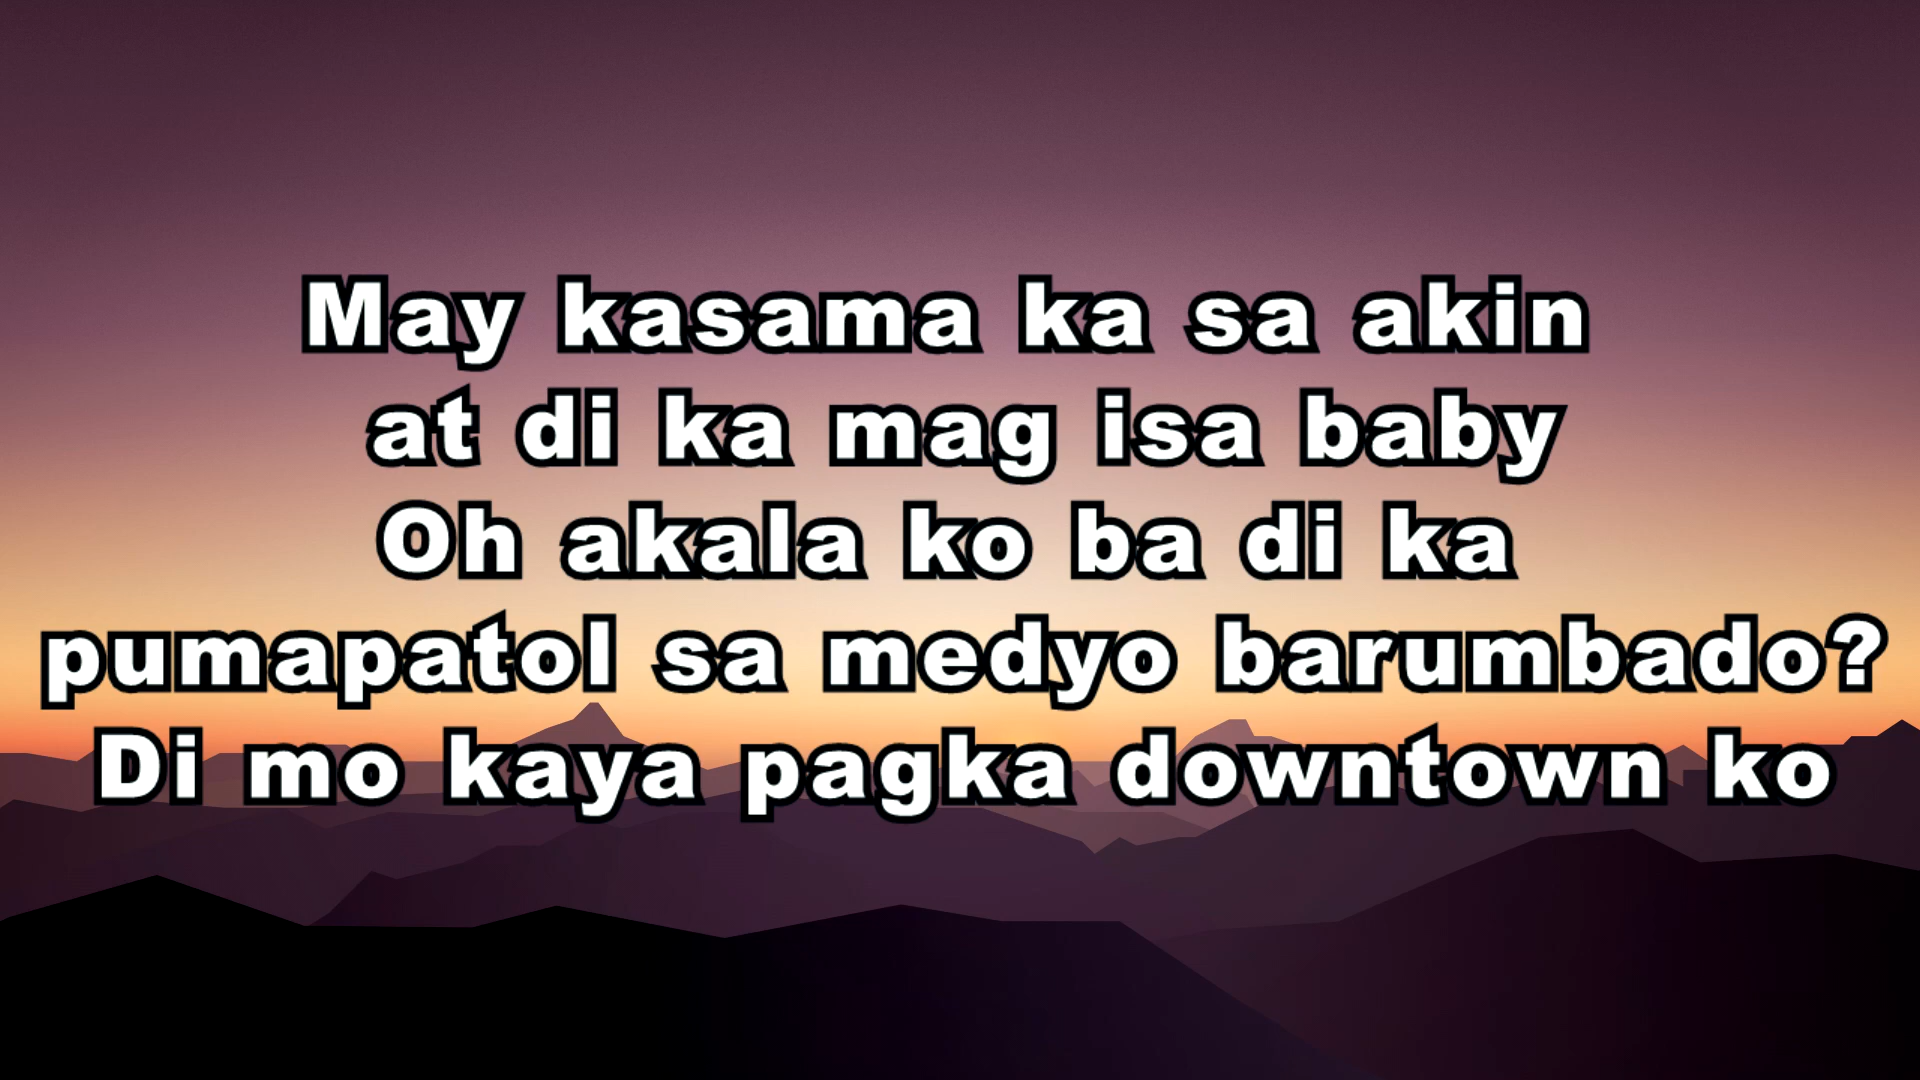 May kasama ka sa akin
at di ka mag isa baby
Oh akala ko ba di ka
pumapatol sa medyo barumbado?
Di mo kaya pagka downtown ko